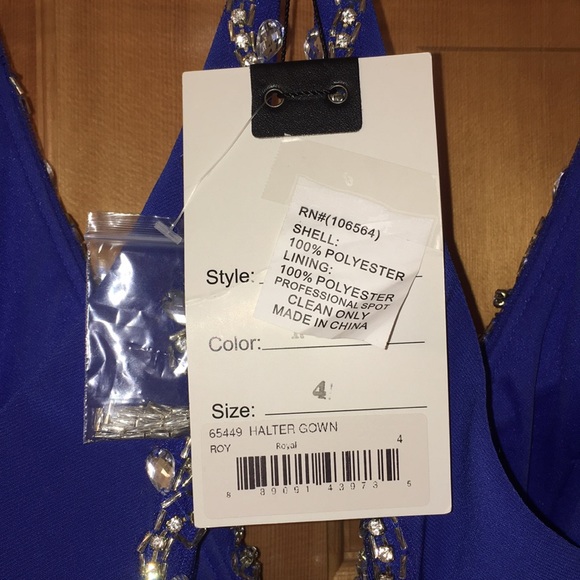 RN#(106564)
SHELL:
100% POLYESTER
LINING:
100% POLYESTER
PROFESSIONAL SPOT
CLEAN ONLY
MADE IN CHINA
Style:
Color:
Size: 4
65449 HALTER GOWN 4
ROY Royal
8 89091 43973 6